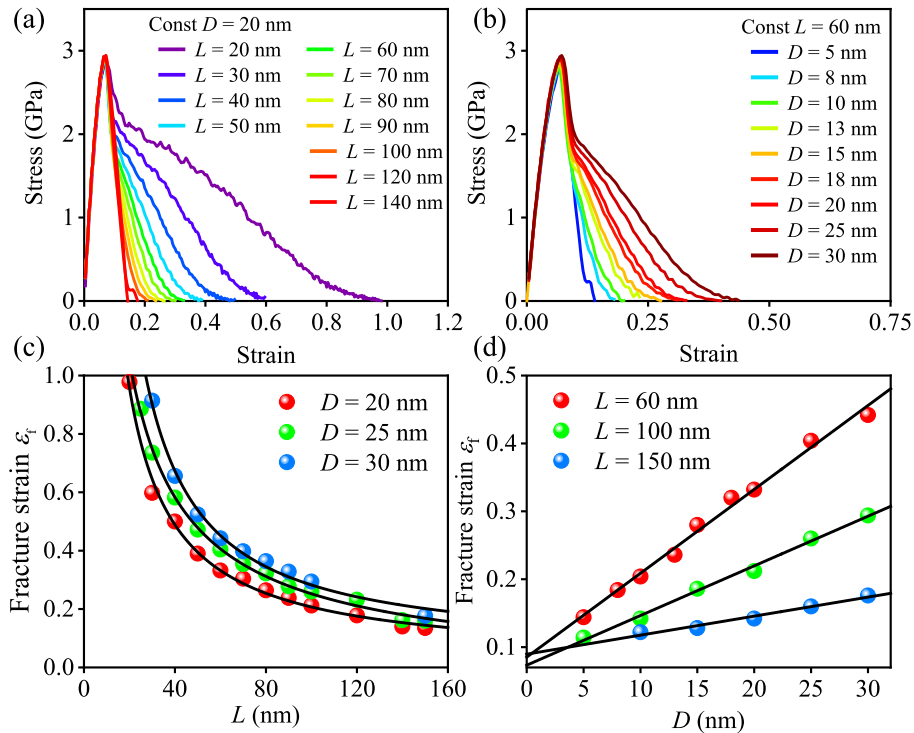 (a)
Const D = 20 nm
L = 20 nm
L = 30 nm
L = 40 nm
L = 50 nm
L = 60 nm
L = 70 nm
L = 80 nm
L = 90 nm
L = 100 nm
L = 120 nm
L = 140 nm
Stress (GPa)
3
2
1
0
0.0 0.2 0.4 0.6 0.8 1.0 1.2
Strain
(b)
Const L = 60 nm
D = 5 nm
D = 8 nm
D = 10 nm
D = 13 nm
D = 15 nm
D = 18 nm
D = 20 nm
D = 25 nm
D = 30 nm
Stress (GPa)
3
2
1
0
0.0 0.25 0.50 0.75
Strain
(c)
D = 20 nm
D = 25 nm
D = 30 nm
Fracture strain εf
1.0
0.8
0.6
0.4
0.2
0.0
0 40 80 120 160
L (nm)
(d)
L = 60 nm
L = 100 nm
L = 150 nm
Fracture strain εf
0.5
0.4
0.3
0.2
0.1
0 5 10 15 20 25 30
D (nm)